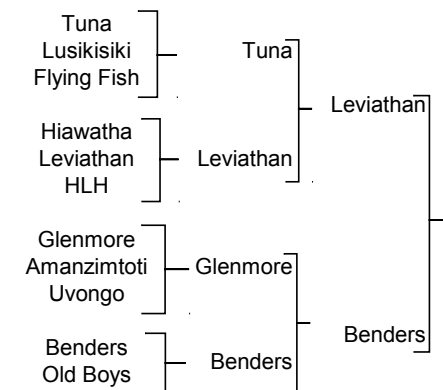 Tuna
Lusikisiki
Flying Fish
Tuna
Leviathan
Hiawatha
Leviathan
HLH
Leviathan
Glenmore
Amanzimtoti
Uvongo
Glenmore
Benders
Benders
Old Boys
Benders